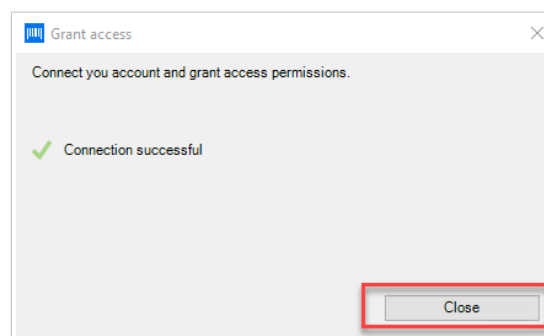 Grant access
Connect you account and grant access permissions.
Connection successful
Close